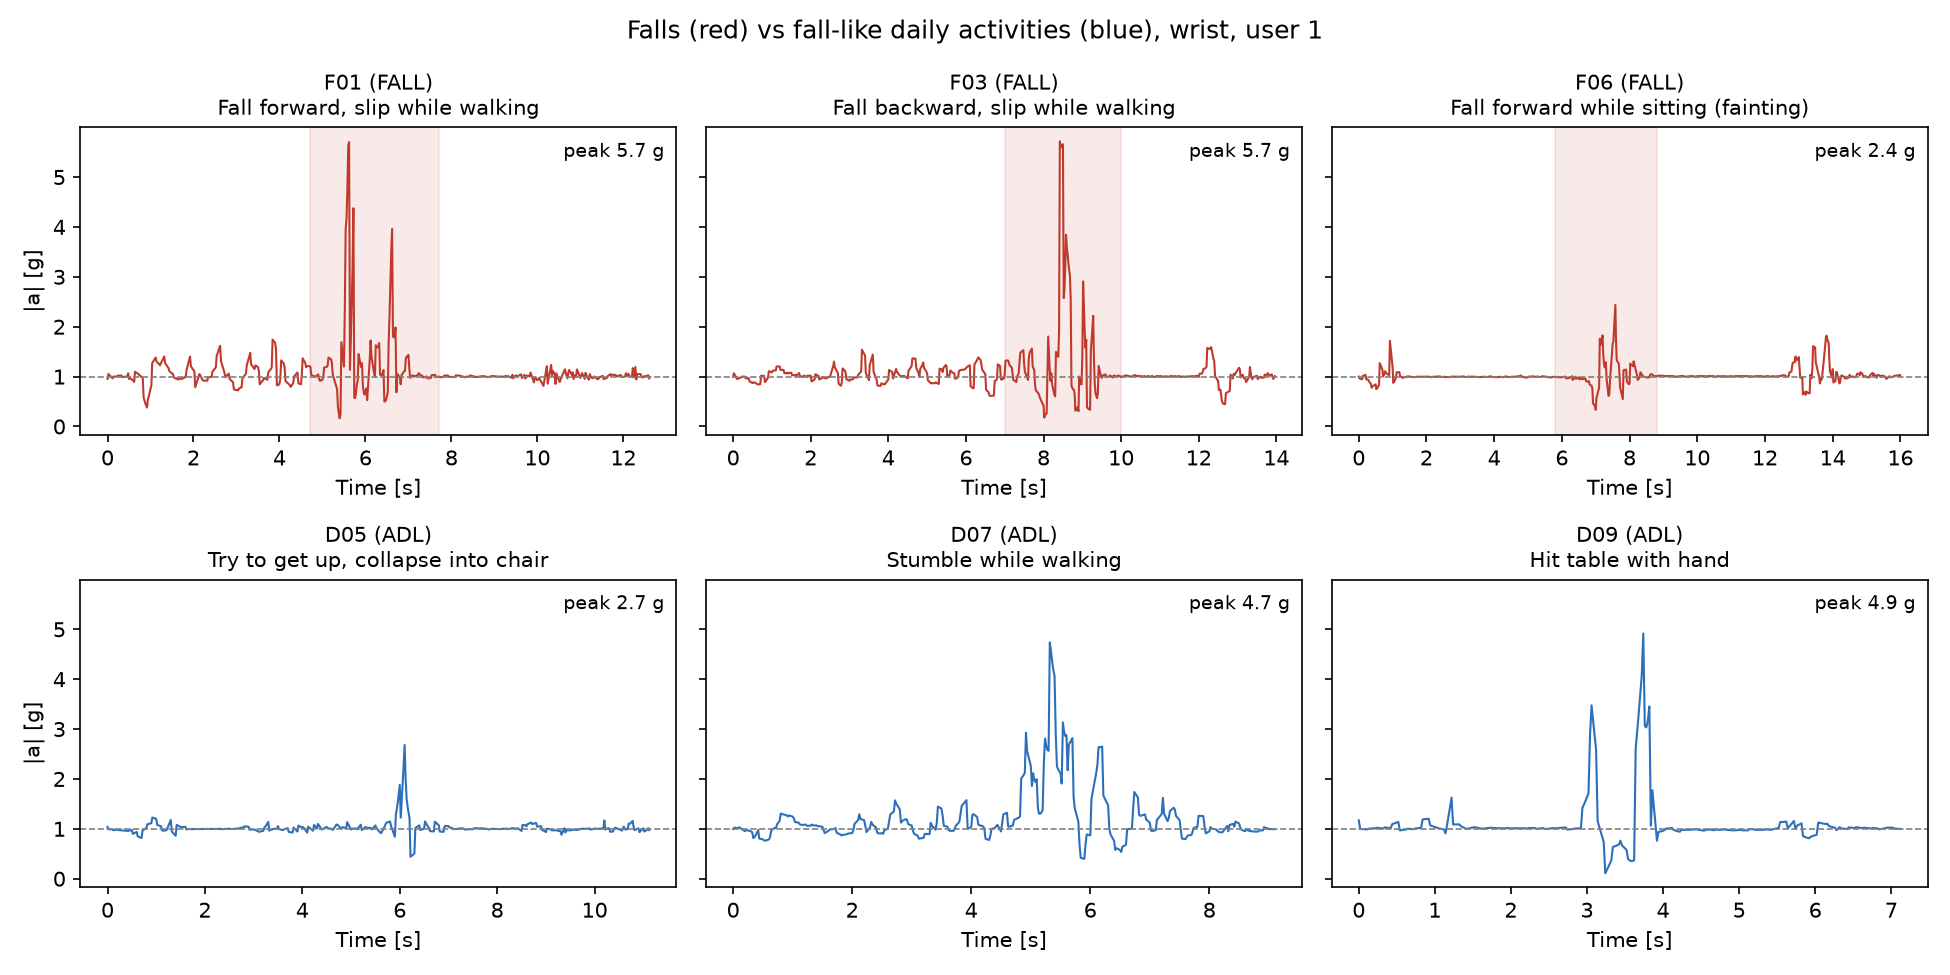 Falls (red) vs fall-like daily activities (blue), wrist, user 1
F01 (FALL)
Fall forward, slip while walking
peak 5.7 g
|a| [g]
5
4
3
2
1
0
0 2 4 6 8 10 12
Time [s]
F03 (FALL)
Fall backward, slip while walking
peak 5.7 g
0 2 4 6 8 10 12 14
Time [s]
F06 (FALL)
Fall forward while sitting (fainting)
peak 2.4 g
0 2 4 6 8 10 12 14 16
Time [s]
D05 (ADL)
Try to get up, collapse into chair
peak 2.7 g
|a| [g]
5
4
3
2
1
0
0 2 4 6 8 10
Time [s]
D07 (ADL)
Stumble while walking
peak 4.7 g
0 2 4 6 8
Time [s]
D09 (ADL)
Hit table with hand
peak 4.9 g
0 1 2 3 4 5 6 7
Time [s]